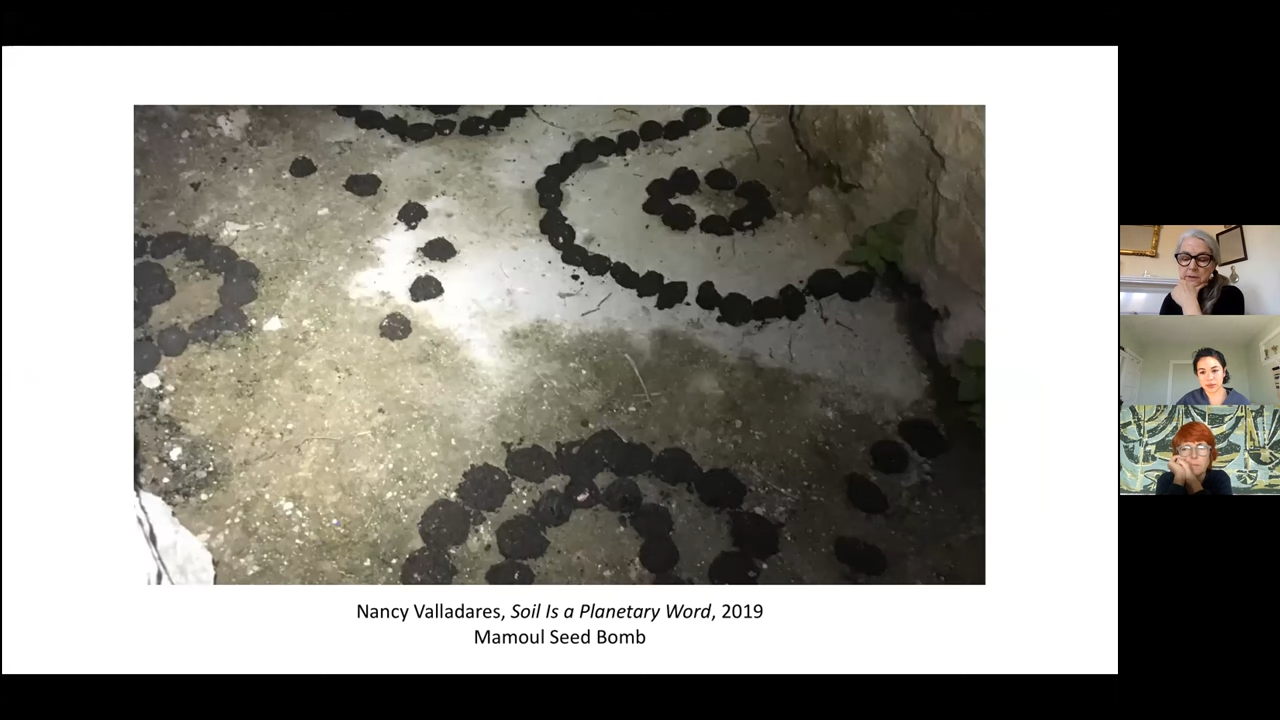 Nancy Valladares, Soil Is a Planetary Word, 2019
Mamoul Seed Bomb